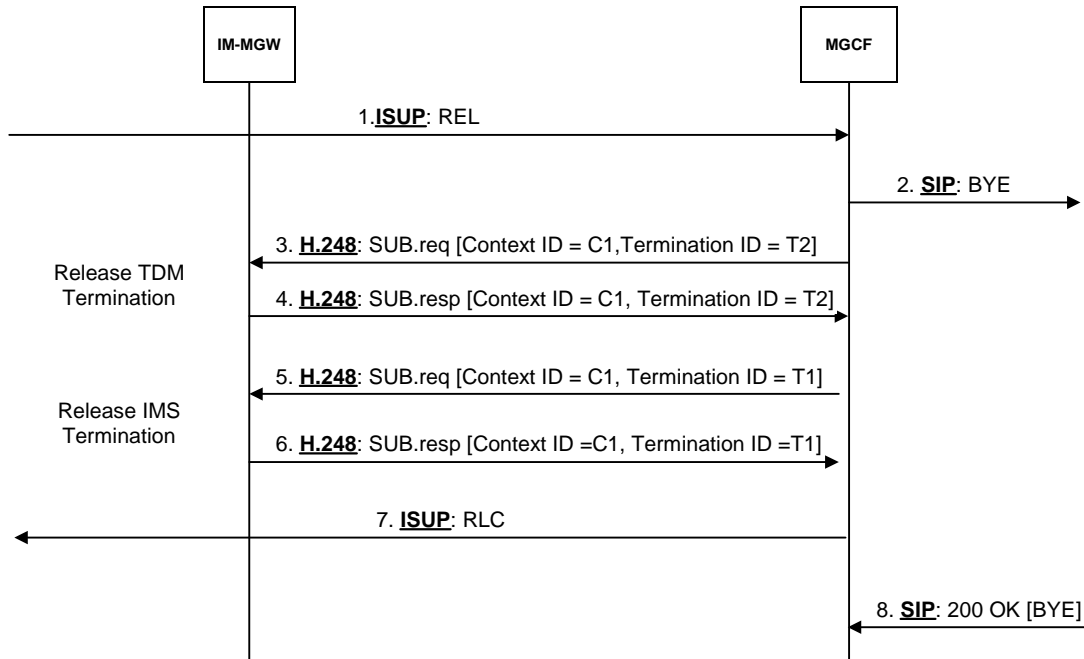 IM-MGW
MGCF
1.ISUP: REL
2. SIP: BYE
3. H.248: SUB.req [Context ID = C1,Termination ID = T2]
Release TDM
Termination
4. H.248: SUB.resp [Context ID = C1, Termination ID = T2]
5. H.248: SUB.req [Context ID = C1, Termination ID = T1]
Release IMS
Termination
6. H.248: SUB.resp [Context ID =C1, Termination ID =T1]
7. ISUP: RLC
8. SIP: 200 OK [BYE]